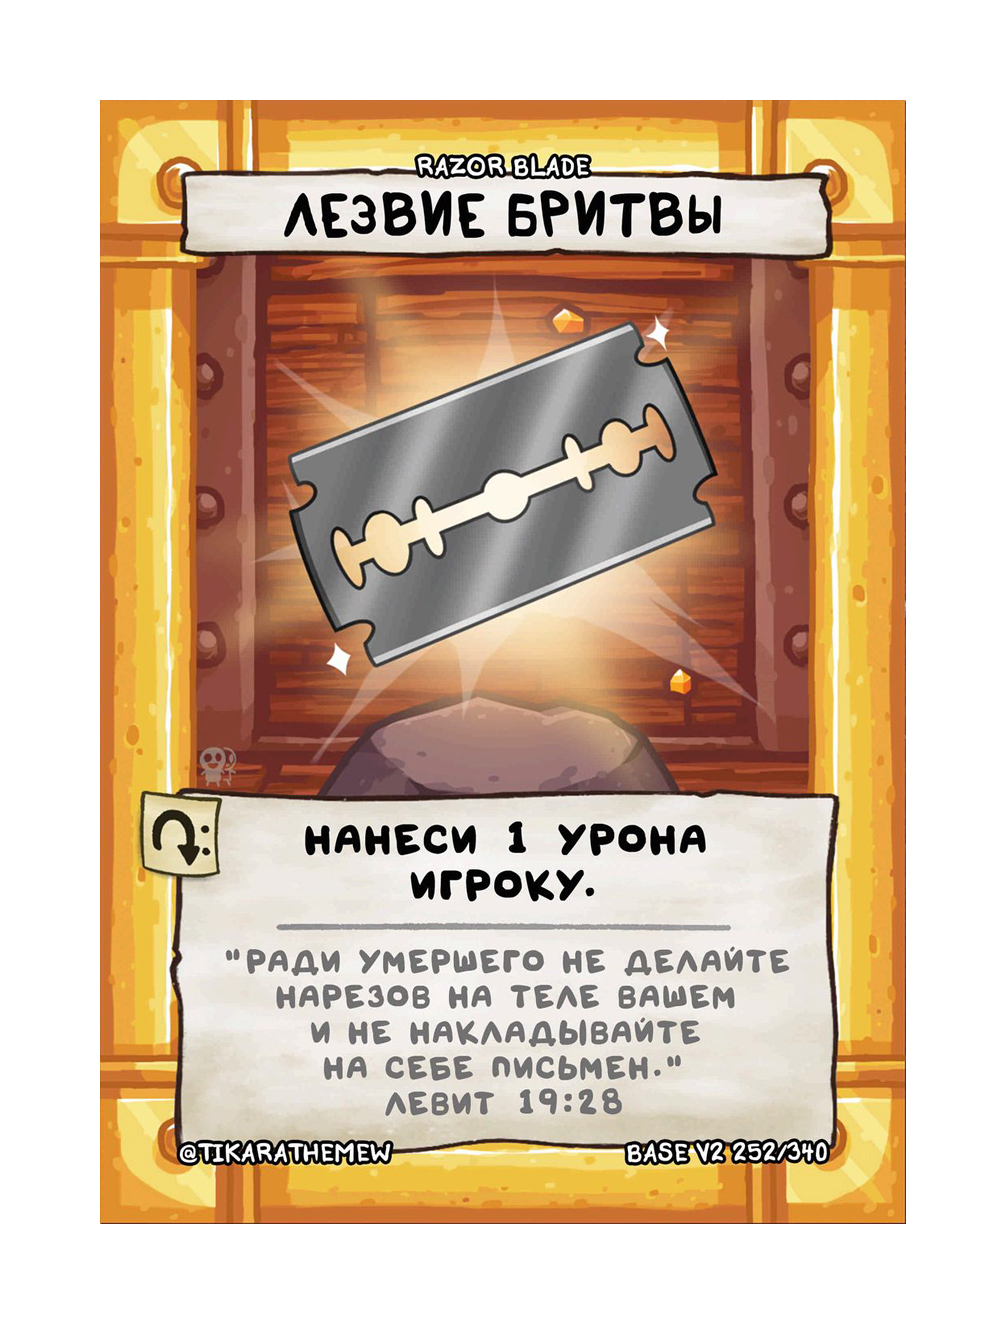 RAZOR BLADE
ЛЕЗВИЕ БРИТВЫ
НАНЕСИ 1 УРОНА
ИГРОКУ.
"РАДИ УМЕРШЕГО НЕ ДЕЛАЙТЕ
НАРЕЗОВ НА ТЕЛЕ ВАШЕМ
И НЕ НАКЛАДЫВАЙТЕ
НА СЕБЕ ПИСЬМЕН."
ЛЕВИТ 19:28
@TIKARATHEMEW
BASE V2 252/340